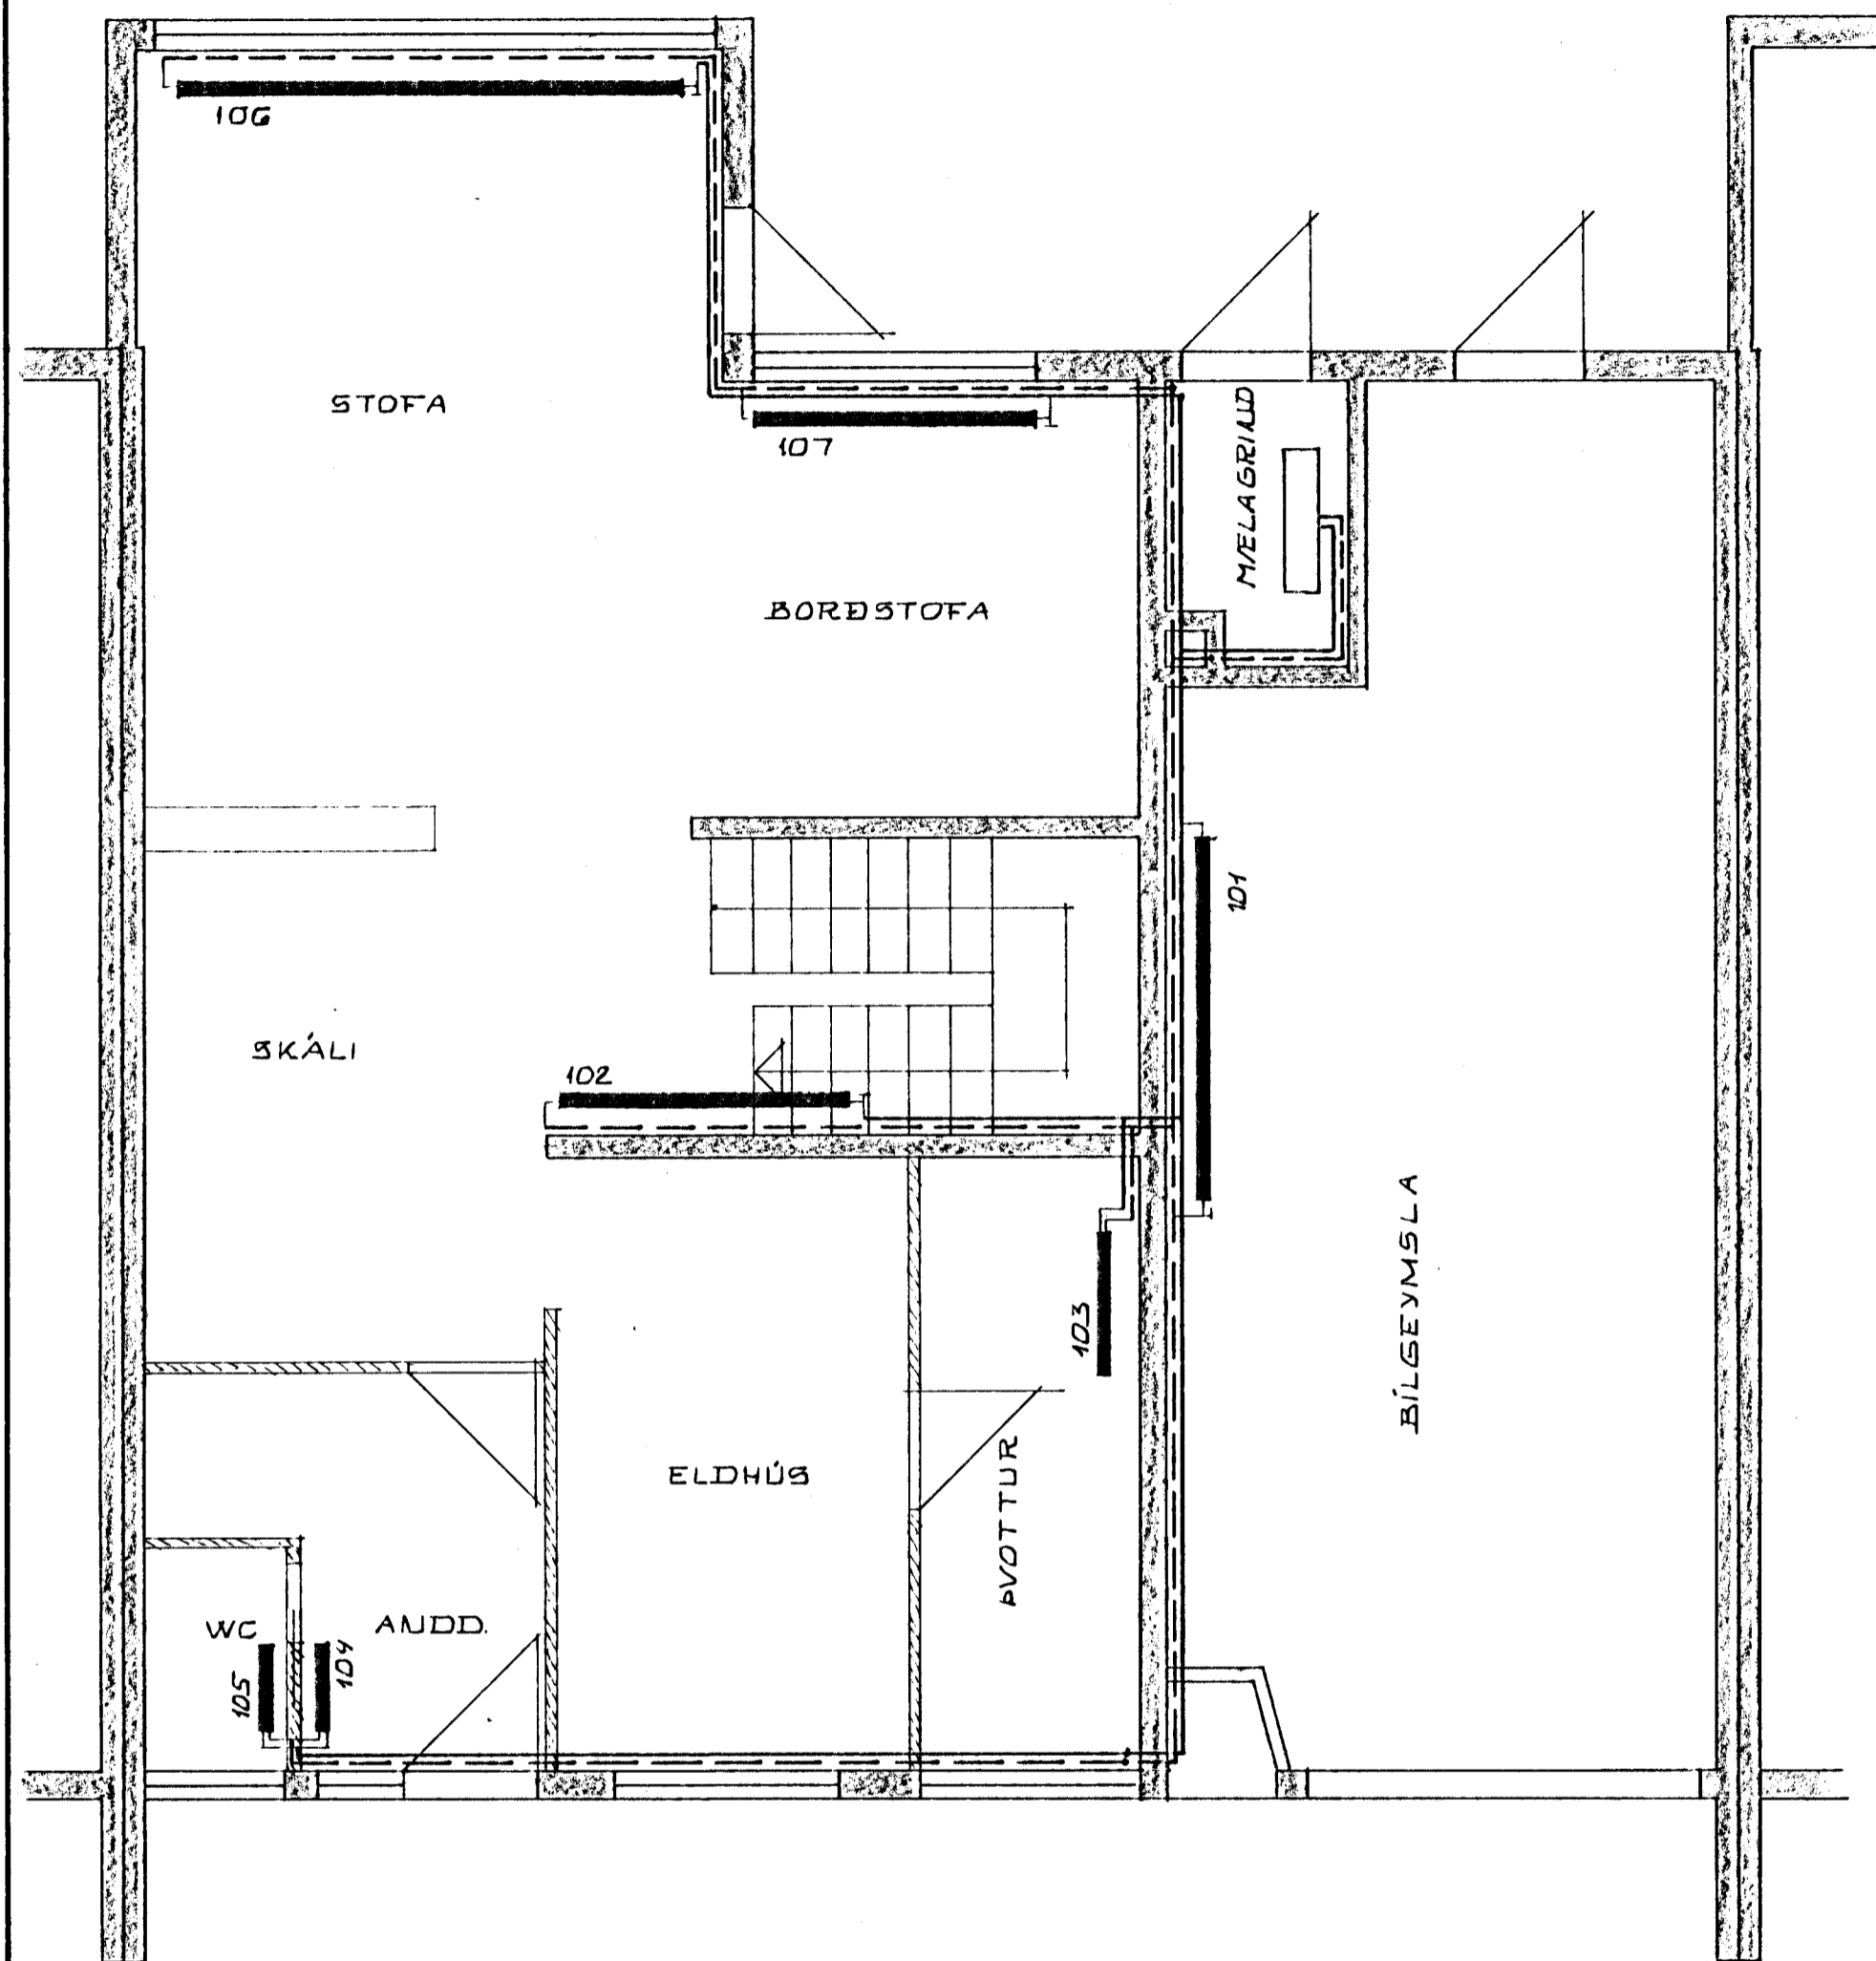 106
STOFA
107
MÆLAGRIND
BORÐSTOFA
101
SKÁLI
102
103
BÍLGEYMSLA
ELDHÚS
ÞVOTTUR
WC
ANDD.
105
104